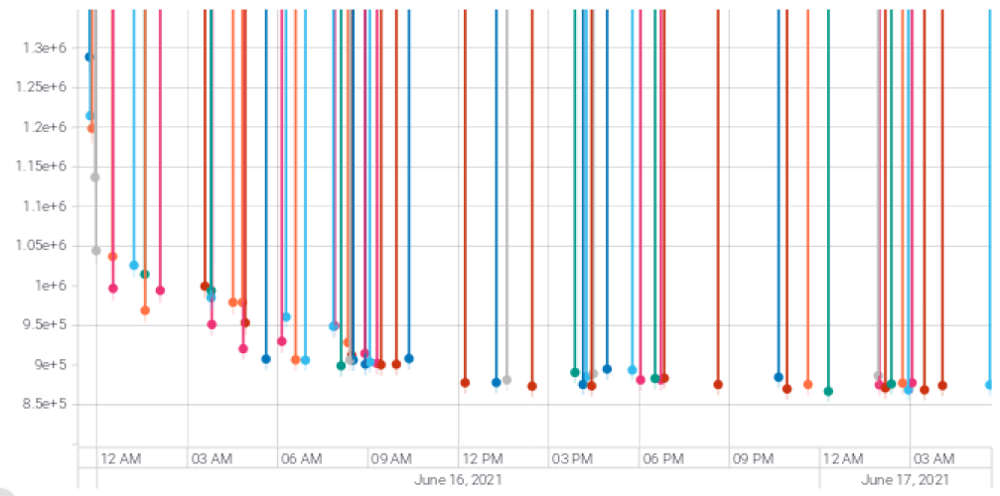 1.3e+6
1.25e+6
1.2e+6
1.15e+6
1.1e+6
1.05e+6
1e+6
9.5e+5
9e+5
8.5e+5
12 AM 03 AM 06 AM 09 AM 12 PM 03 PM 06 PM 09 PM 12 AM 03 AM
June 16, 2021 June 17, 2021